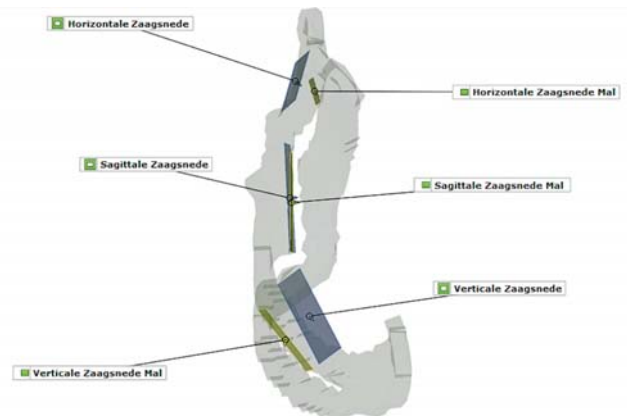 Horizontale Zaagsnede
Horizontale Zaagsnede Mal
Sagittale Zaagsnede
Sagittale Zaagsnede Mal
Verticale Zaagsnede
Verticale Zaagsnede Mal